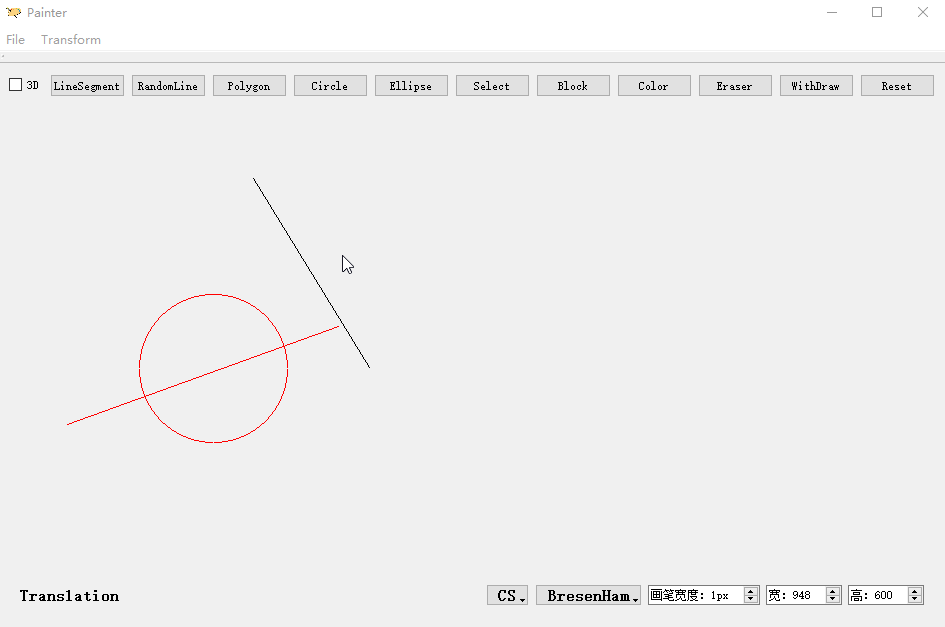 Painter
File Transform
3D LineSegment RandomLine Polygon Circle Ellipse Select Block Color Eraser WithDraw Reset
Translation CS BresenHam 画笔宽度: 1px 宽: 948 高: 600